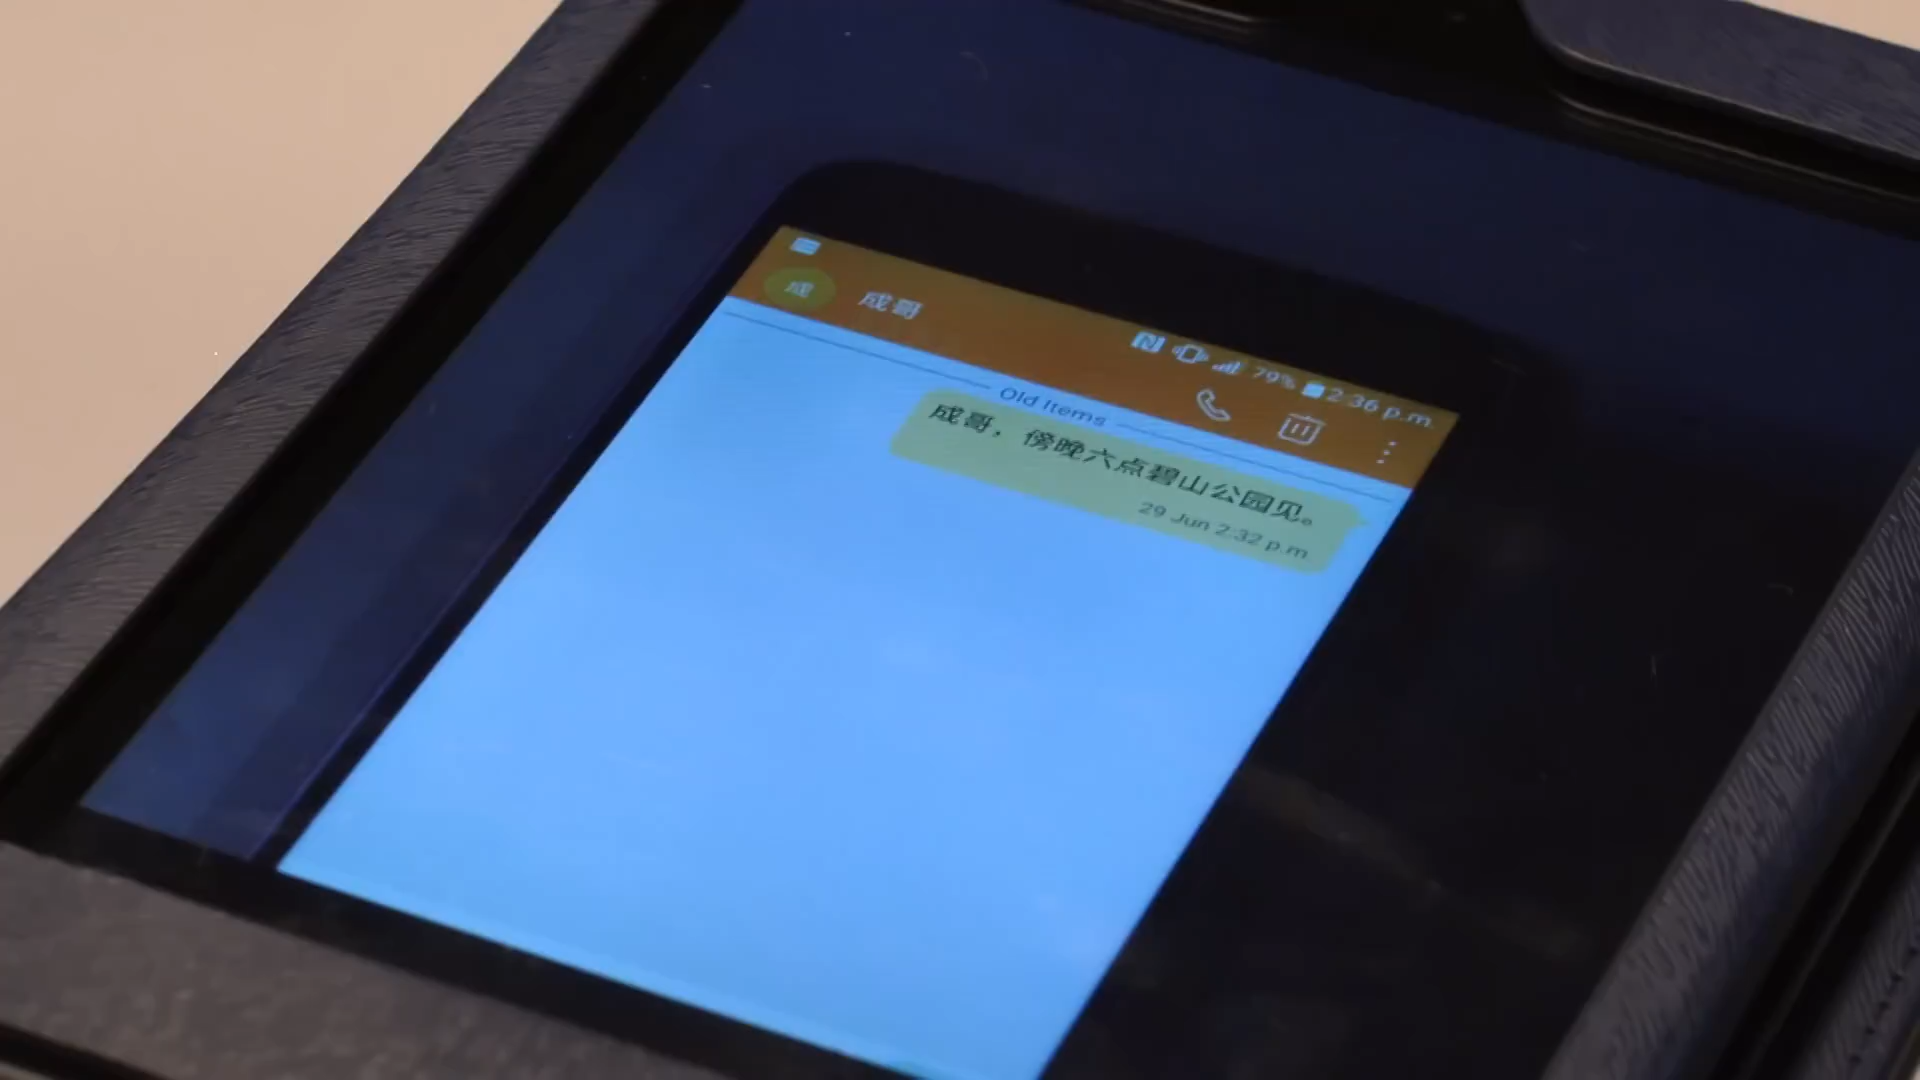 79% 2:36 p.m.
成 成哥
Old Items
成哥，傍晚六点碧山公园见。
29 Jun 2:32 p.m